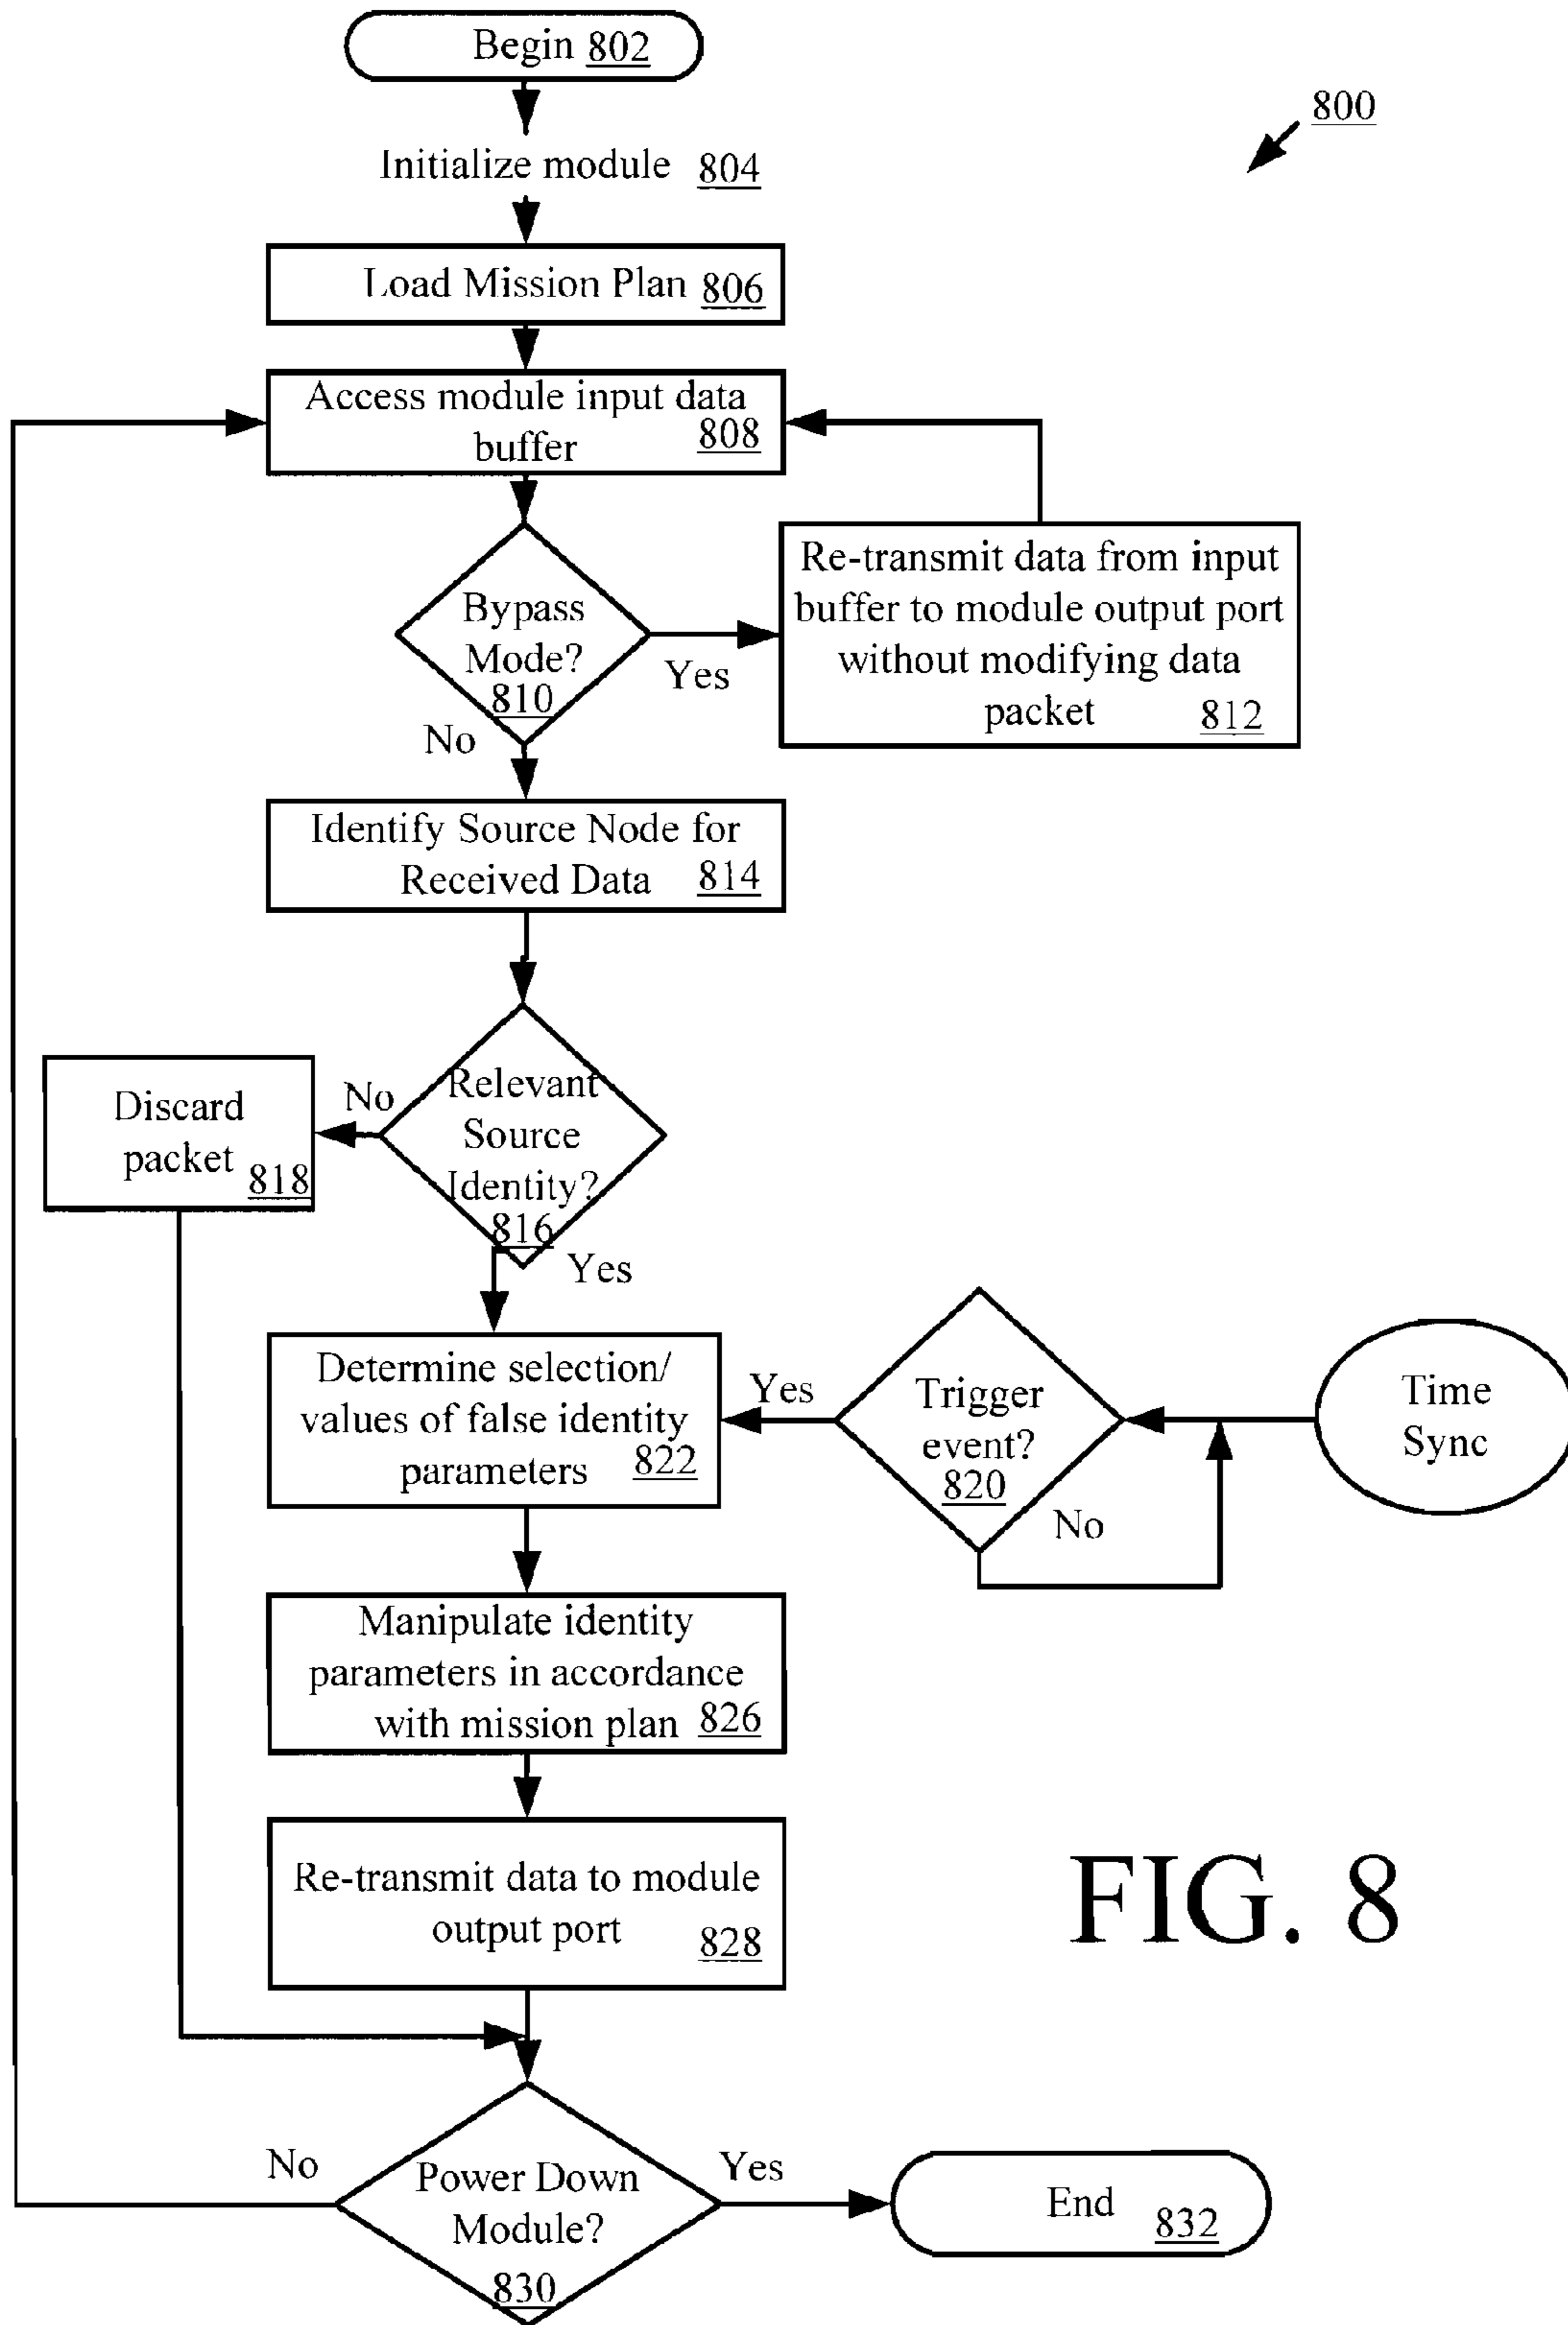 Begin 802
800
Initialize module 804
Load Mission Plan 806
Access module input data
buffer 808
Bypass
Mode?
810
Yes
No
Re-transmit data from input
buffer to module output port
without modifying data
packet 812
Identify Source Node for
Received Data 814
Relevant
Source
Identity?
816
No
Yes
Discard
packet 818
Determine selection/
values of false identity
parameters 822
Yes
Trigger
event?
820
No
Time
Sync
Manipulate identity
parameters in accordance
with mission plan 826
Re-transmit data to module
output port 828
FIG. 8
Power Down
Module?
830
No
Yes
End 832